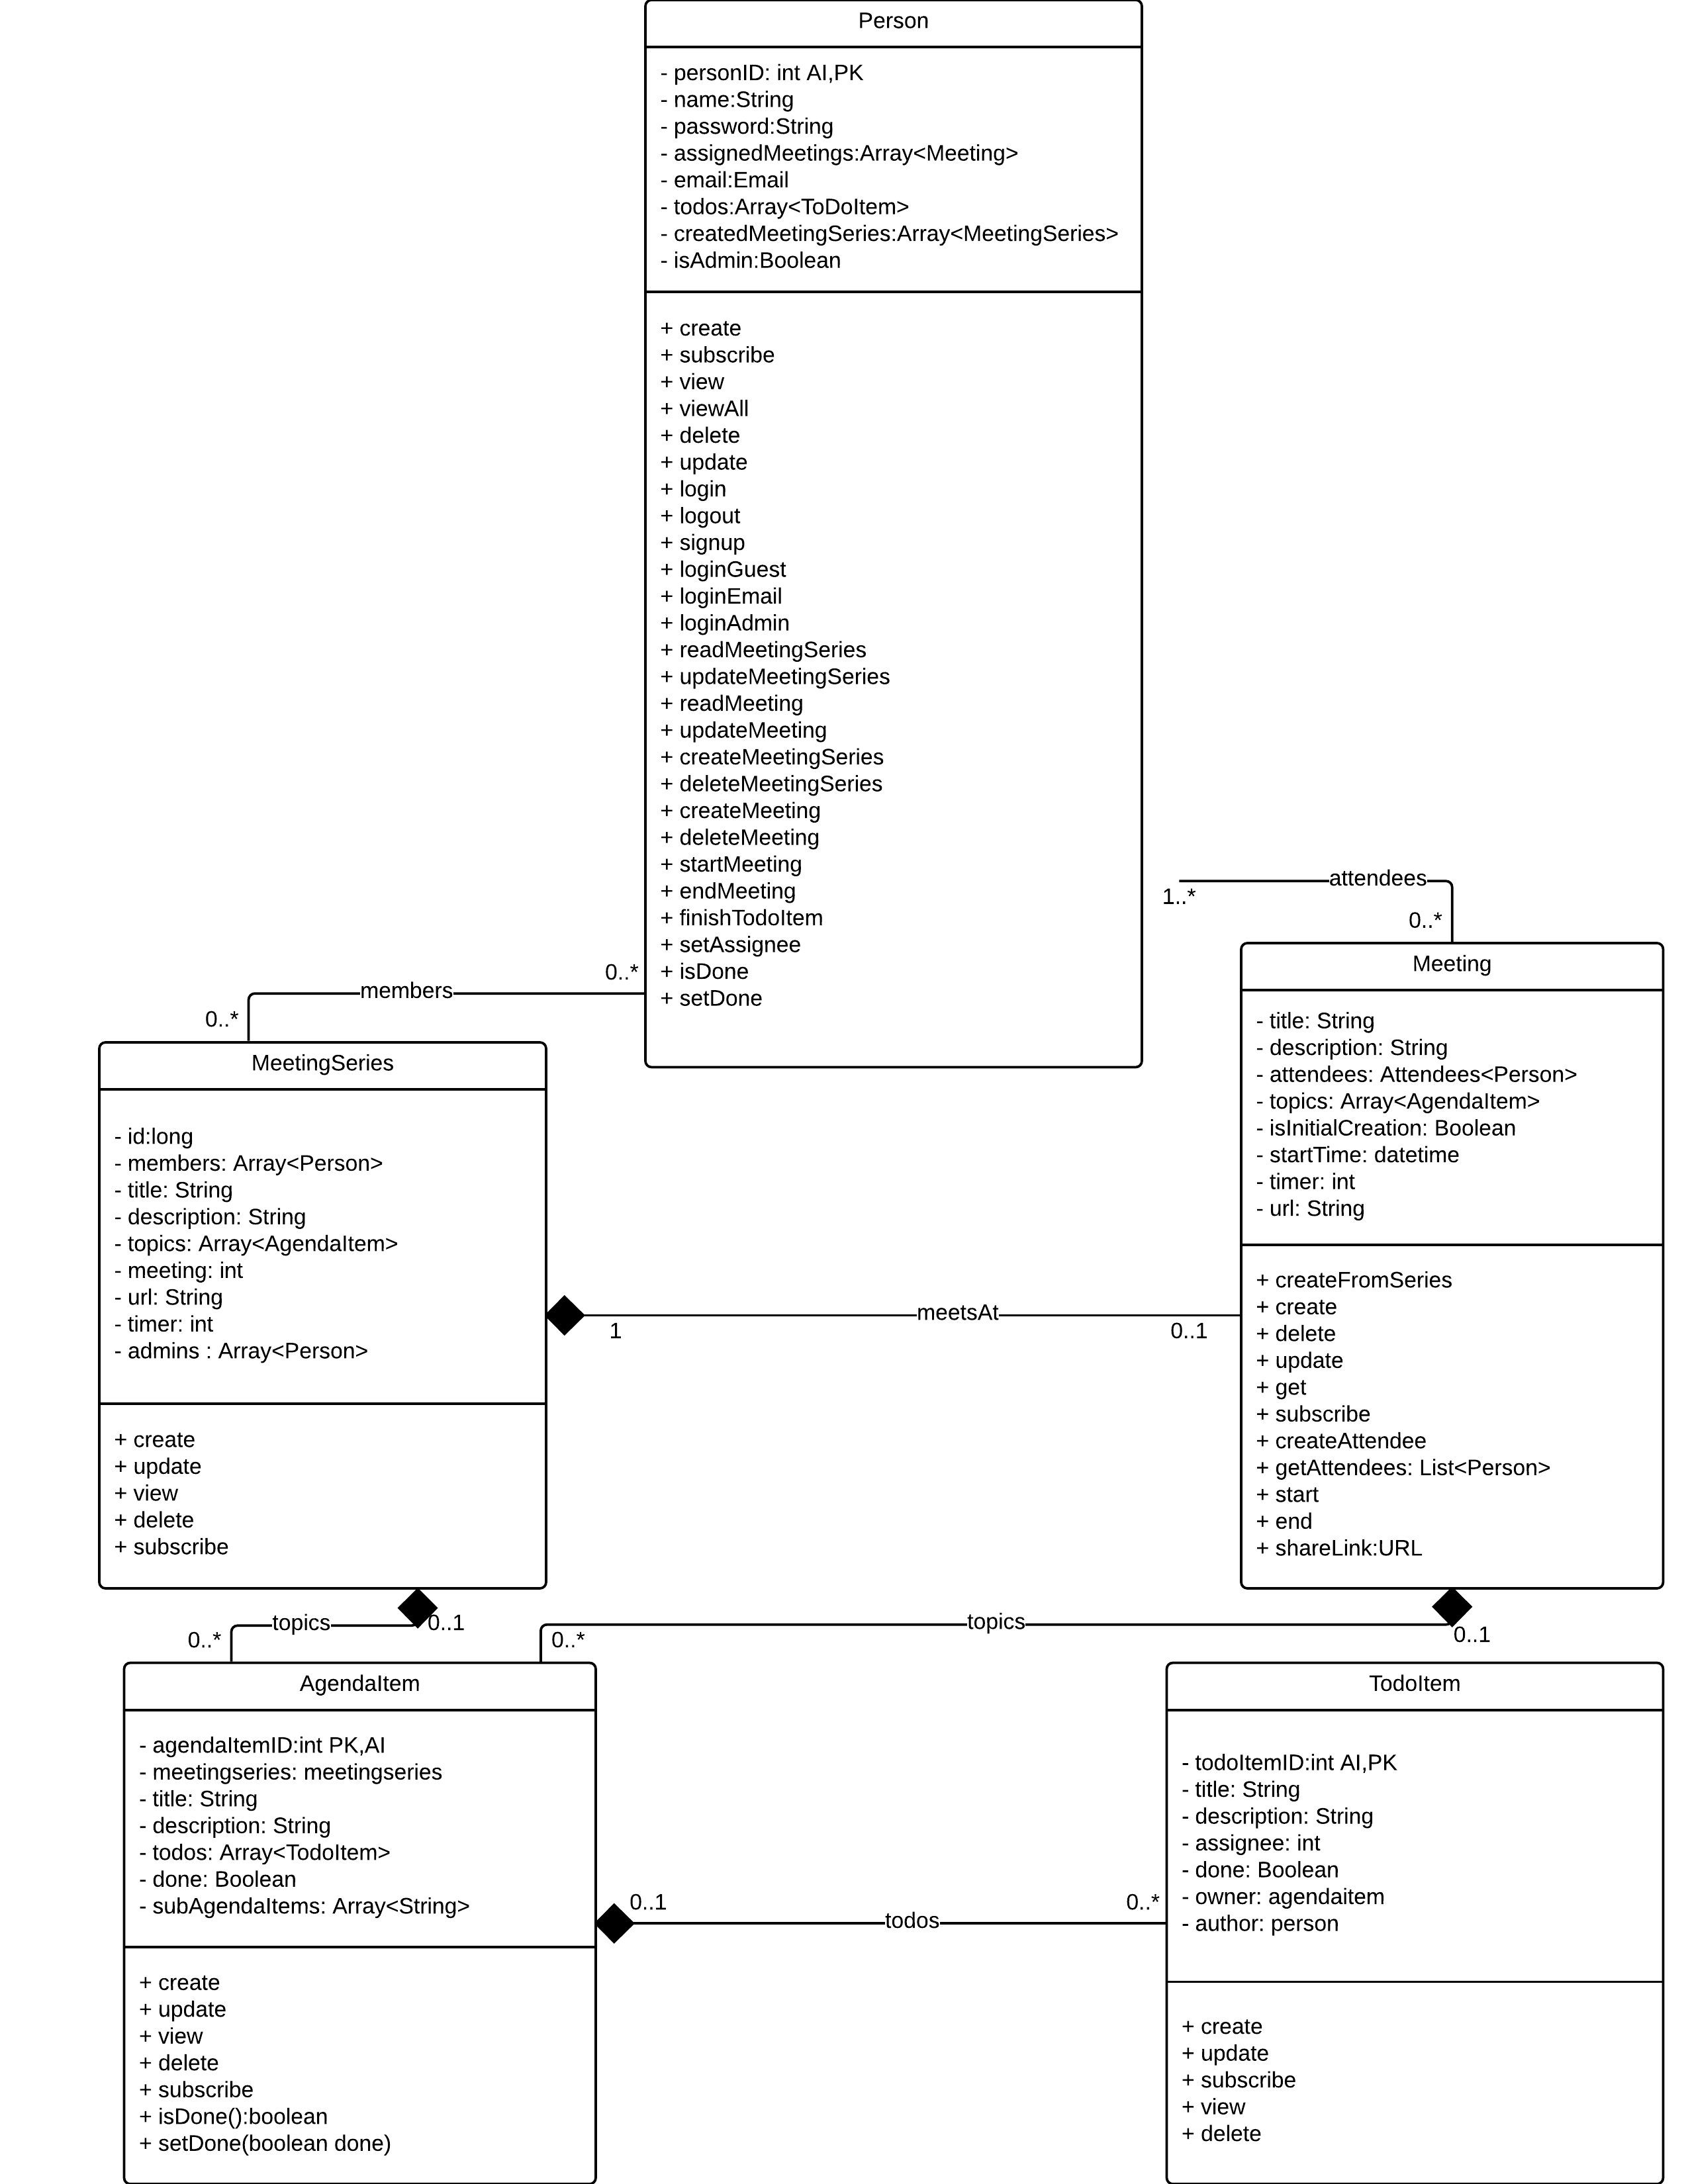 Person
- personID: int AI,PK
- name:String
- password:String
- assignedMeetings:Array<Meeting>
- email:Email
- todos:Array<ToDoItem>
- createdMeetingSeries:Array<MeetingSeries>
- isAdmin:Boolean
+ create
+ subscribe
+ view
+ viewAll
+ delete
+ update
+ login
+ logout
+ signup
+ loginGuest
+ loginEmail
+ loginAdmin
+ readMeetingSeries
+ updateMeetingSeries
+ readMeeting
+ updateMeeting
+ createMeetingSeries
+ deleteMeetingSeries
+ createMeeting
+ deleteMeeting
+ startMeeting
+ endMeeting
+ finishTodoItem
+ setAssignee
+ isDone
+ setDone
attendees
1..*
0..*
members
0..*
0..*
Meeting
- title: String
- description: String
- attendees: Attendees<Person>
- topics: Array<AgendaItem>
- isInitialCreation: Boolean
- startTime: datetime
- timer: int
- url: String
+ createFromSeries
+ create
+ delete
+ update
+ get
+ subscribe
+ createAttendee
+ getAttendees: List<Person>
+ start
+ end
+ shareLink:URL
MeetingSeries
- id:long
- members: Array<Person>
- title: String
- description: String
- topics: Array<AgendaItem>
- meeting: int
- url: String
- timer: int
- admins : Array<Person>
+ create
+ update
+ view
+ delete
+ subscribe
meetsAt
1
0..1
topics
0..1
0..*
topics
0..*
0..1
AgendaItem
- agendaItemID:int PK,AI
- meetingseries: meetingseries
- title: String
- description: String
- todos: Array<TodoItem>
- done: Boolean
- subAgendaItems: Array<String>
+ create
+ update
+ view
+ delete
+ subscribe
+ isDone():boolean
+ setDone(boolean done)
0..1
todos
0..*
TodoItem
- todoItemID:int AI,PK
- title: String
- description: String
- assignee: int
- done: Boolean
- owner: agendaitem
- author: person
+ create
+ update
+ subscribe
+ view
+ delete